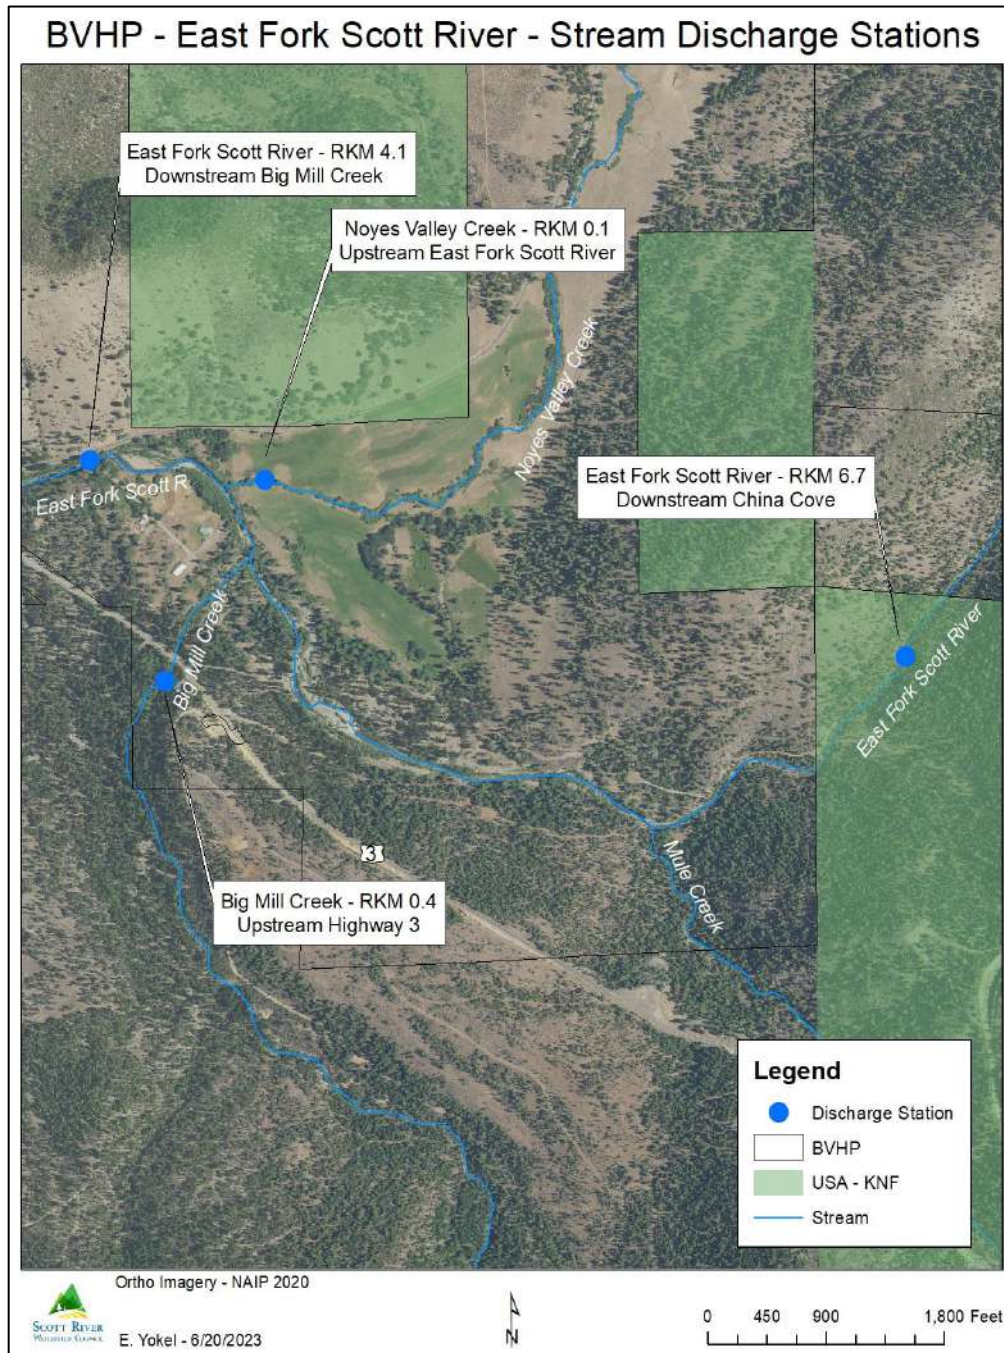 BVHP - East Fork Scott River - Stream Discharge Stations
East Fork Scott River - RKM 4.1
Downstream Big Mill Creek
Noyes Valley Creek - RKM 0.1
Upstream East Fork Scott River
Noyes Valley Creek
East Fork Scott River - RKM 6.7
Downstream China Cove
East Fork Scott R
East Fork Scott River
Big Mill Creek
3
Mule Creek
Big Mill Creek - RKM 0.4
Upstream Highway 3
Legend
Discharge Station
BVHP
USA - KNF
Stream
Ortho Imagery - NAIP 2020
SCOTT RIVER
WATERSHED COUNCIL
E. Yokel - 6/20/2023
N
0 450 900 1,800 Feet